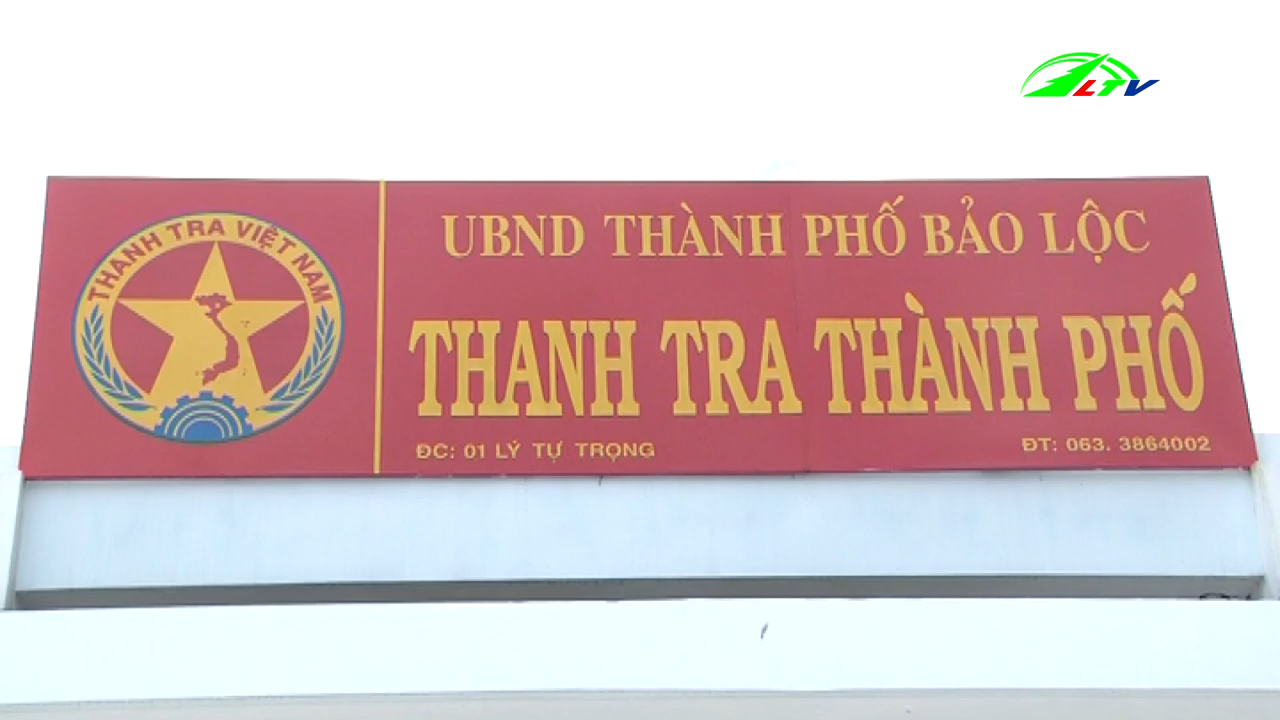 LTV
THANH TRA VIỆT NAM
UBND THÀNH PHỐ BẢO LỘC
THANH TRA THÀNH PHỐ
ĐC: 01 LÝ TỰ TRỌNG
ĐT: 063. 3864002